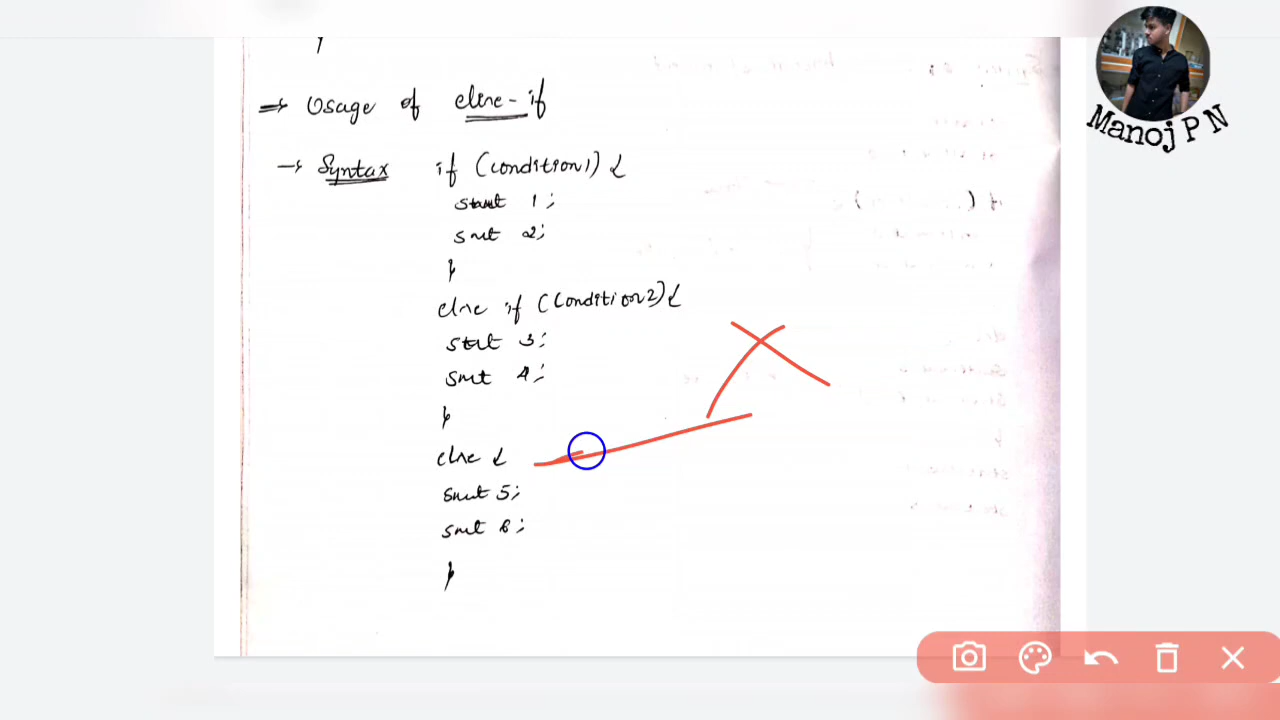 ⇒ Usage of else-if
→ Syntax if (condition1) {
stmt 1;
smt 2;
}
else if (condition2) {
stmt 3;
smt 4;
}
else {
smt 5;
smt 6;
}
Manoj P N